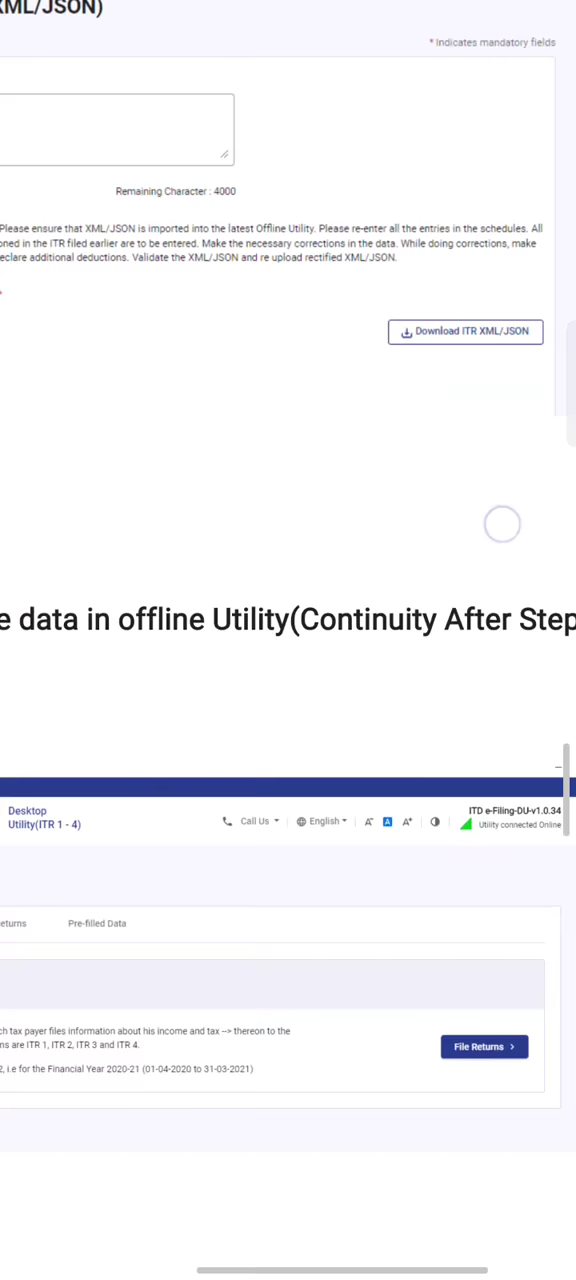 XML/JSON)
* Indicates mandatory fields
Remaining Character : 4000
Please ensure that XML/JSON is imported into the latest Offline Utility. Please re-enter all the entries in the schedules. All
oned in the ITR filed earlier are to be entered. Make the necessary corrections in the data. While doing corrections, make
eclare additional deductions. Validate the XML/JSON and re upload rectified XML/JSON.
*
Download ITR XML/JSON
e data in offline Utility(Continuity After Step
Desktop
Utility(ITR 1 - 4)
Call Us
English
A-
A
A+
ITD e-Filing-DU-v1.0.34
Utility connected Online
eturns
Pre-filled Data
ch tax payer files information about his income and tax --> thereon to the
ns are ITR 1, ITR 2, ITR 3 and ITR 4.
2, i.e for the Financial Year 2020-21 (01-04-2020 to 31-03-2021)
File Returns >